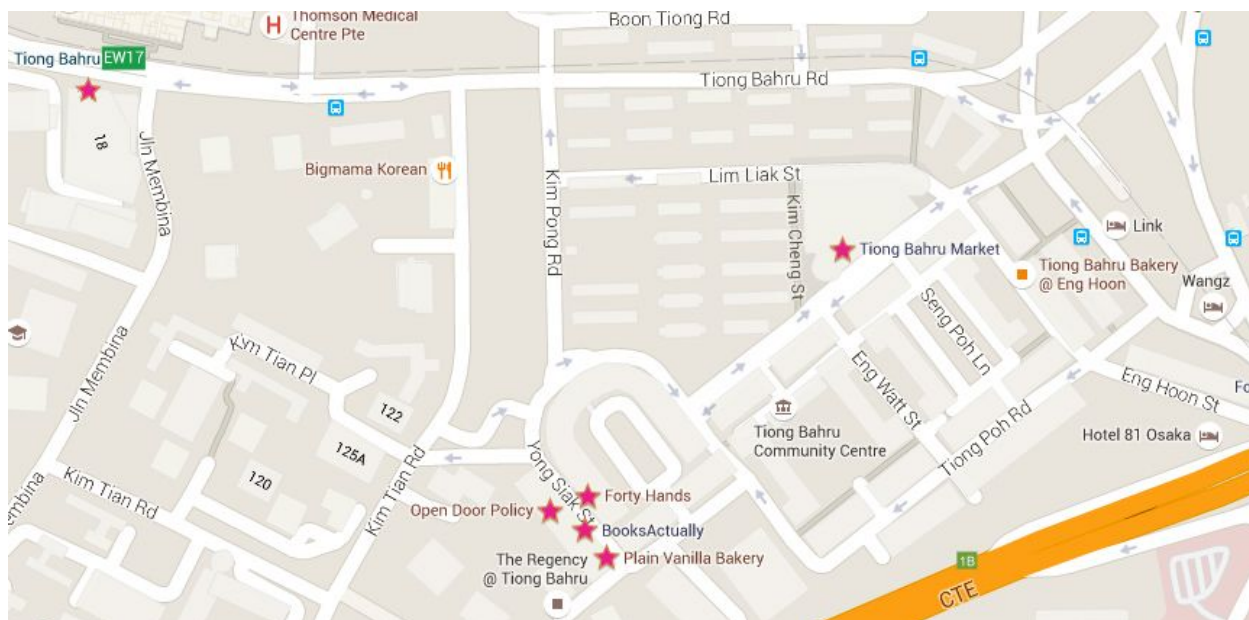 Thomson Medical
Centre Pte
H
Boon Tiong Rd
Tiong Bahru
EW17
Tiong Bahru Rd
18
Jln Membina
Bigmama Korean
Kim Pong Rd
Lim Liak St
Kim Cheng St
Tiong Bahru Market
Link
Tiong Bahru Bakery
@ Eng Hoon
Wangz
Seng Poh Ln
Eng Watt St
Jln Membina
Kim Tian Pl
122
125A
120
Kim Tian Rd
Kim Tian Rd
Yong Siak St
Tiong Bahru
Community Centre
Tiong Poh Rd
Eng Hoon St
Fo
Hotel 81 Osaka
embina
Forty Hands
Open Door Policy
BooksActually
The Regency
@ Tiong Bahru
Plain Vanilla Bakery
1B
CTE